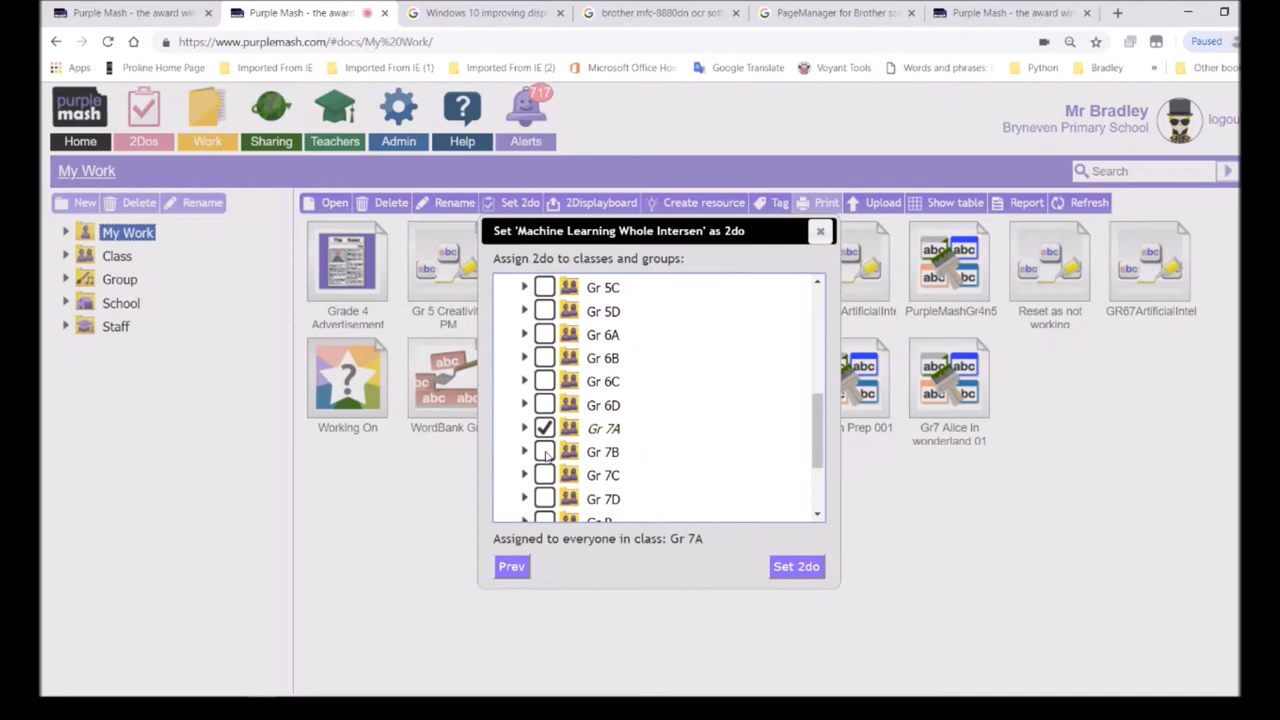 Purple Mash - the award win
Purple Mash - the award
Windows 10 improving disp
brother mfc-8880dn ocr soft
PageManager for Brother sca
Purple Mash - the award win
https://www.purplemash.com/#docs/My%20Work/
Paused
Apps
Proline Home Page
Imported From IE
Imported From IE (1)
Imported From IE (2)
Microsoft Office Hom
Google Translate
Voyant Tools
Words and phrases:
Python
Bradley
»
Other boo
purple
mash
717
Mr Bradley
Bryneven Primary School
logou
Home
2Dos
Work
Sharing
Teachers
Admin
Help
Alerts
My Work
Search
New
Delete
Rename
Open
Delete
Rename
Set 2do
2Displayboard
Create resource
Tag
Print
Upload
Show table
Report
Refresh
My Work
Class
Group
School
Staff
Grade 4
Advertisement
Gr 5 Creativi
PM
ArtificialInte
PurpleMashGr4n5
Reset as not
working
GR67ArtificialIntel
Working On
WordBank Gr
n Prep 001
Gr7 Alice in
wonderland 01
Set 'Machine Learning Whole Intersen' as 2do
Assign 2do to classes and groups:
Gr 5C
Gr 5D
Gr 6A
Gr 6B
Gr 6C
Gr 6D
Gr 7A
Gr 7B
Gr 7C
Gr 7D
Assigned to everyone in class: Gr 7A
Prev
Set 2do